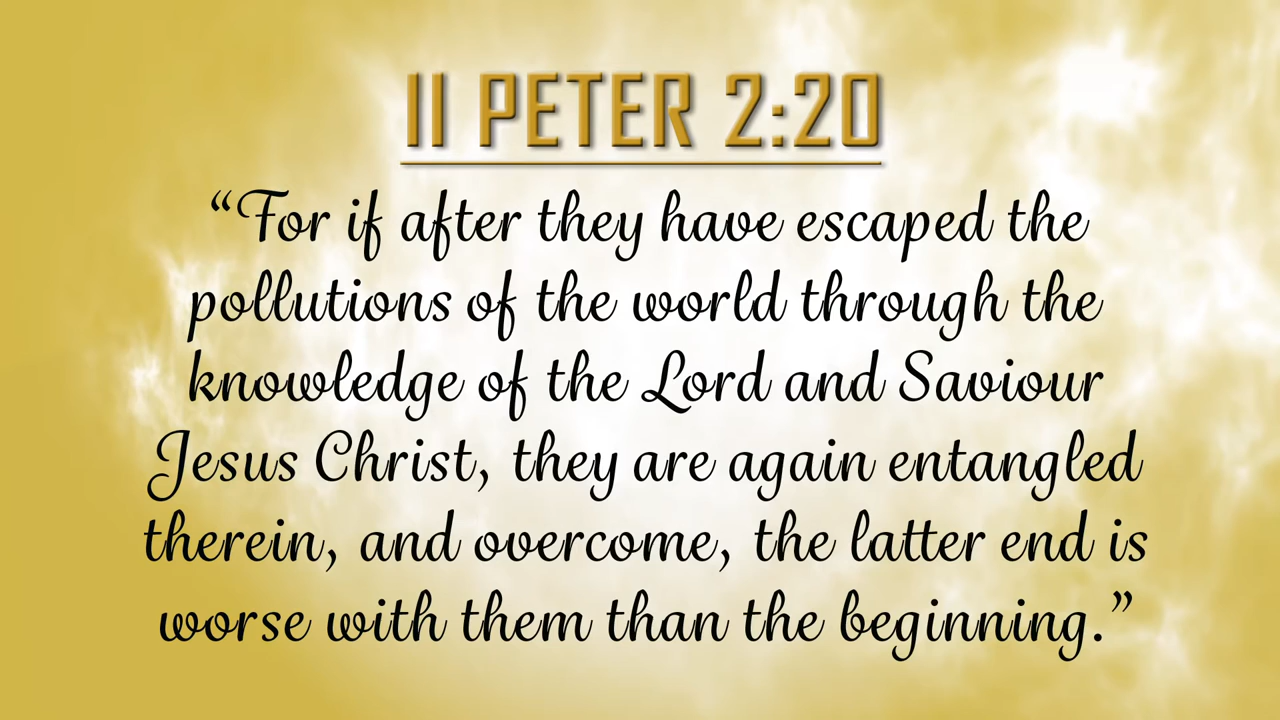 II PETER 2:20
“For if after they have escaped the
pollutions of the world through the
knowledge of the Lord and Saviour
Jesus Christ, they are again entangled
therein, and overcome, the latter end is
worse with them than the beginning.”